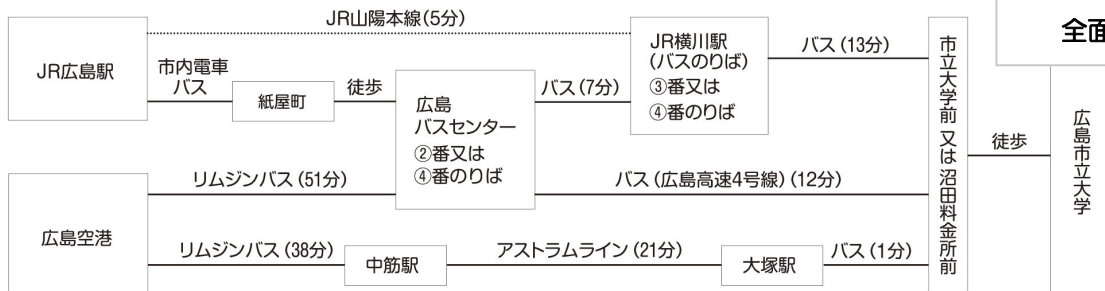 JR山陽本線(5分)
全面
JR広島駅
市内電車
バス
紙屋町
徒歩
広島
バスセンター
②番又は
④番のりば
バス(7分)
JR横川駅
(バスのりば)
③番又は
④番のりば
バス(13分)
市立大学前 又は 沼田料金所前
徒歩
広島市立大学
広島空港
リムジンバス(51分)
バス(広島高速4号線)(12分)
リムジンバス(38分)
中筋駅
アストラムライン(21分)
大塚駅
バス(1分)